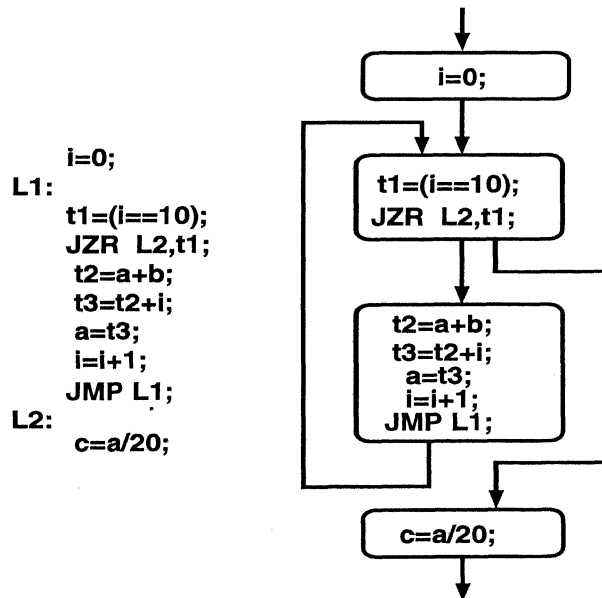 i=0;
L1:
t1=(i==10);
JZR L2,t1;
t2=a+b;
t3=t2+i;
a=t3;
i=i+1;
JMP L1;
L2:
c=a/20;
i=0;
t1=(i==10);
JZR L2,t1;
t2=a+b;
t3=t2+i;
a=t3;
i=i+1;
JMP L1;
c=a/20;